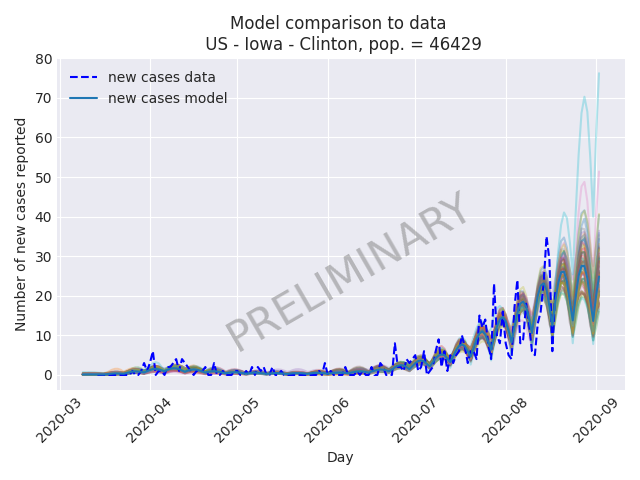 Model comparison to data
US - Iowa - Clinton, pop. = 46429
new cases data
new cases model
PRELIMINARY
Number of new cases reported
80
70
60
50
40
30
20
10
0
2020-03
2020-04
2020-05
2020-06
2020-07
2020-08
2020-09
Day